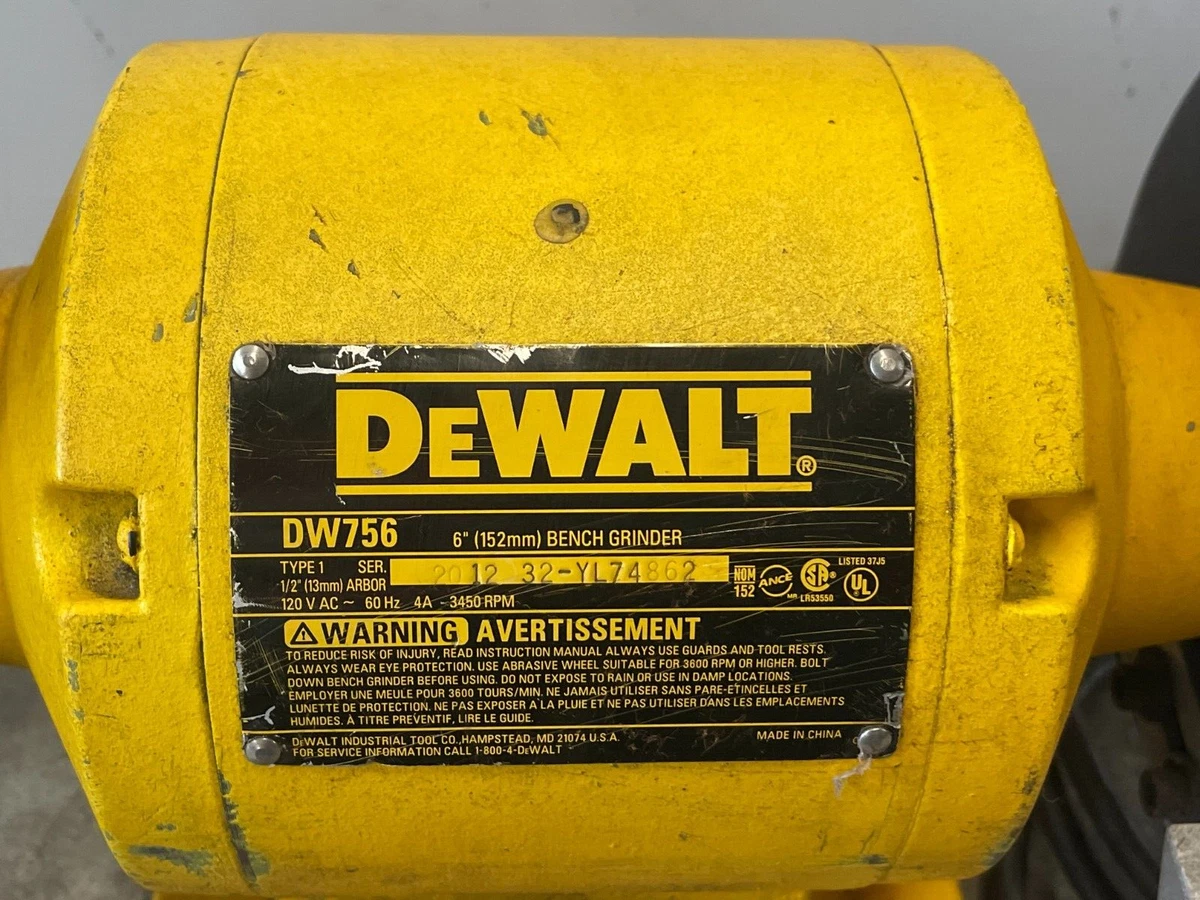 DEWALT®
DW756 6" (152mm) BENCH GRINDER
TYPE 1 SER. 2012 32-YL74862
1/2" (13mm) ARBOR
120 V AC ~ 60 Hz 4A - 3450 RPM
NOM 152 ANCE MR SA LR53550 LISTED 37J5 UL
⚠WARNING AVERTISSEMENT
TO REDUCE RISK OF INJURY, READ INSTRUCTION MANUAL ALWAYS USE GUARDS AND TOOL RESTS.
ALWAYS WEAR EYE PROTECTION. USE ABRASIVE WHEEL SUITABLE FOR 3600 RPM OR HIGHER. BOLT
DOWN BENCH GRINDER BEFORE USING. DO NOT EXPOSE TO RAIN OR USE IN DAMP LOCATIONS.
EMPLOYER UNE MEULE POUR 3600 TOURS/MIN. NE JAMAIS UTILISER SANS PARE-ETINCELLES ET
LUNETTE DE PROTECTION. NE PAS EXPOSER A LA PLUIE ET NE PAS UTILISER DANS LES EMPLACEMENTS
HUMIDES. À TITRE PREVENTIF, LIRE LE GUIDE.
DEWALT INDUSTRIAL TOOL CO., HAMPSTEAD, MD 21074 U.S.A. MADE IN CHINA
FOR SERVICE INFORMATION CALL 1-800-4-DEWALT